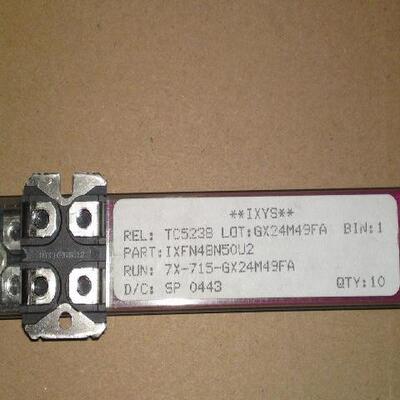 **IXYS**
REL: TC5238 LOT:GX24M49FA BIN:1
PART:IXFN48N50U2
RUN: 7X-715-GX24M49FA
D/C: SP 0443 QTY:10